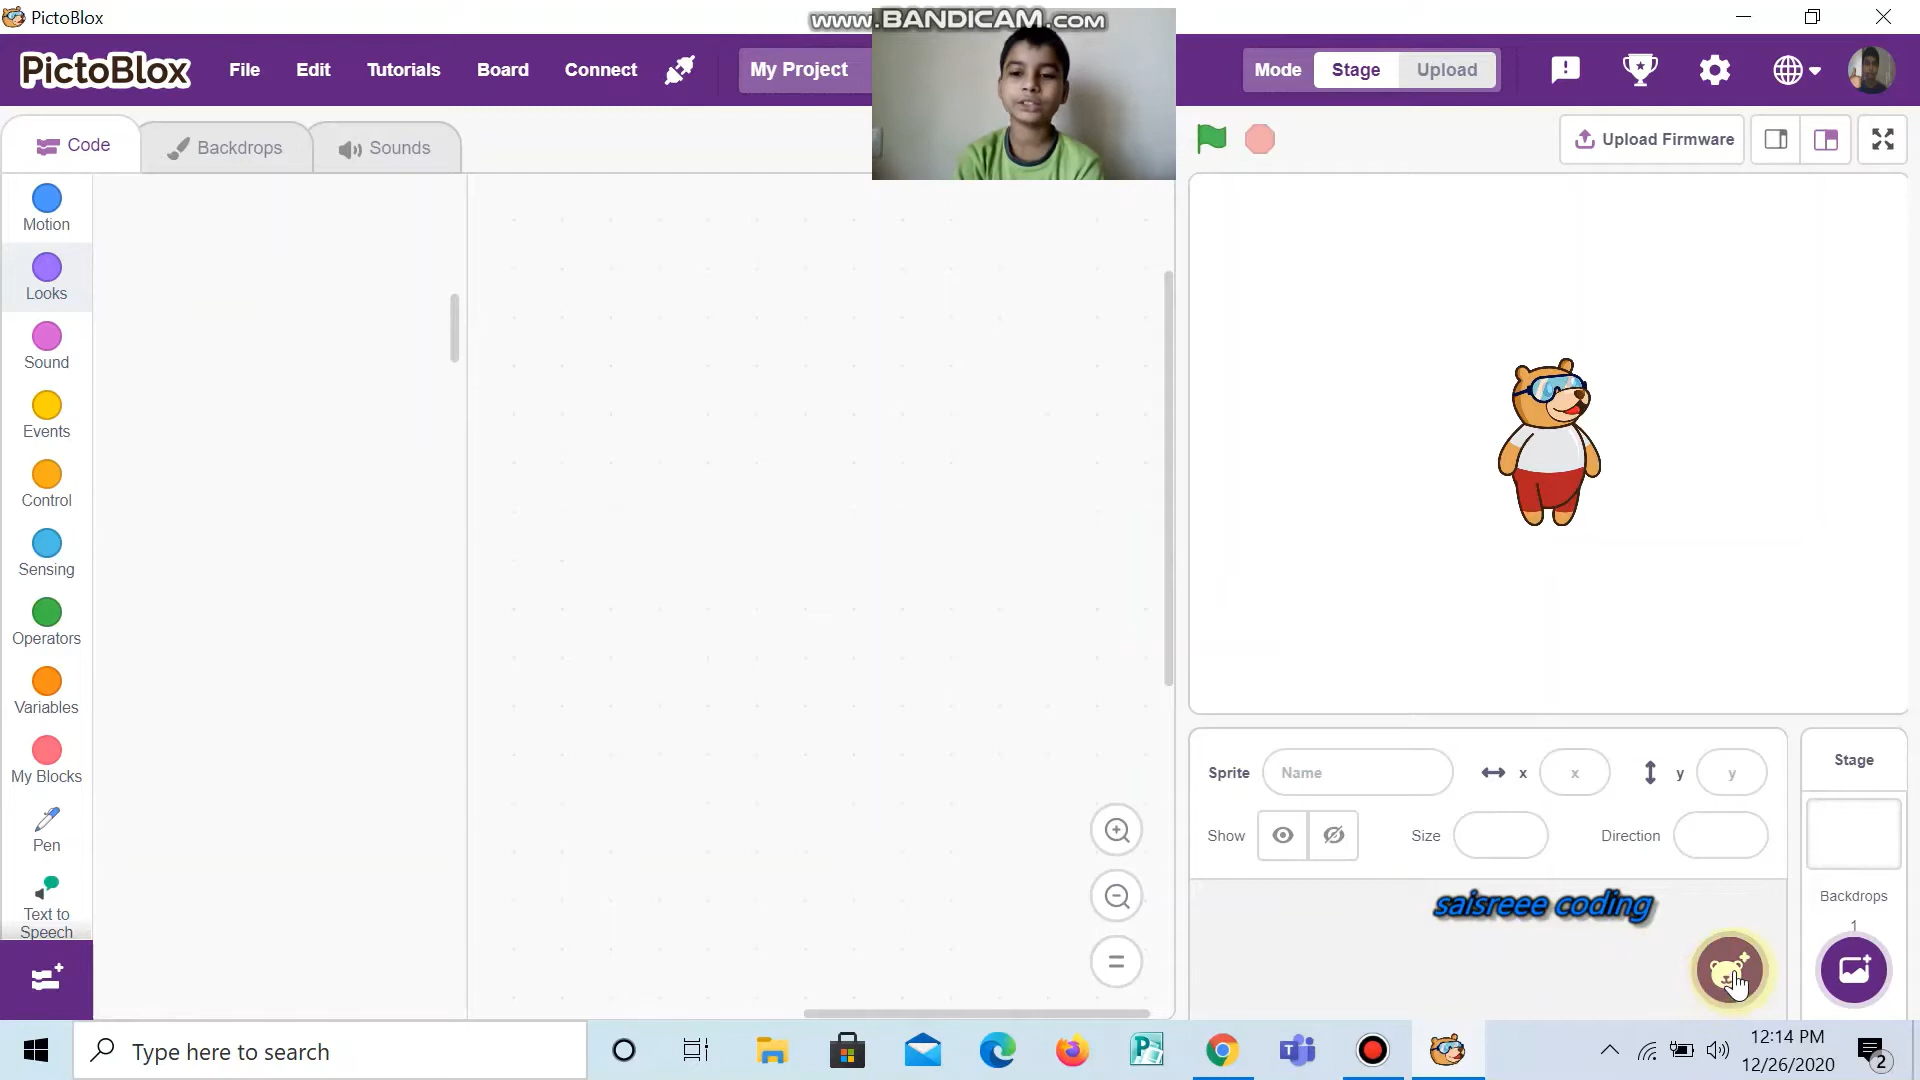 PictoBlox
www.BANDICAM.COM
PictoBlox File Edit Tutorials Board Connect My Project Mode Stage Upload
Code Backdrops Sounds
Upload Firmware
Motion
Looks
Sound
Events
Control
Sensing
Operators
Variables
My Blocks
Pen
Text to
Speech
Sprite Name x x y y
Show Size Direction
Stage
Backdrops
1
saisreee coding
Type here to search
12:14 PM
12/26/2020
2